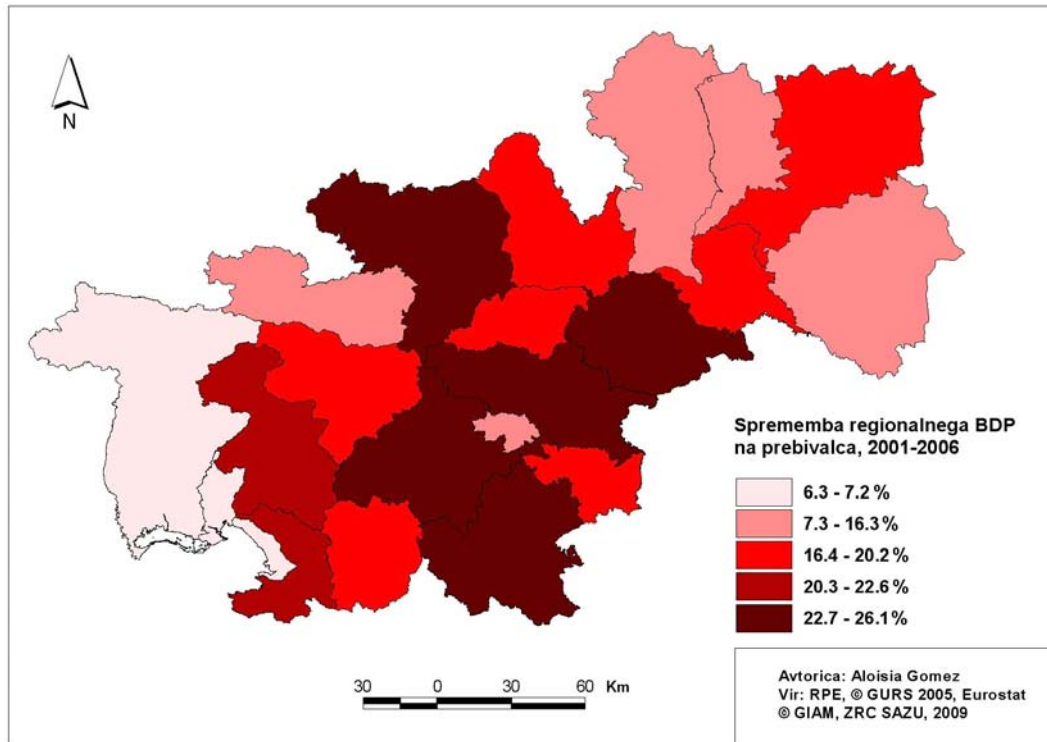 N
Sprememba regionalnega BDP
na prebivalca, 2001-2006
6.3 - 7.2 %
7.3 - 16.3 %
16.4 - 20.2 %
20.3 - 22.6 %
22.7 - 26.1 %
30 0 30 60 Km
Avtorica: Aloisia Gomez
Vir: RPE, © GURS 2005, Eurostat
© GIAM, ZRC SAZU, 2009